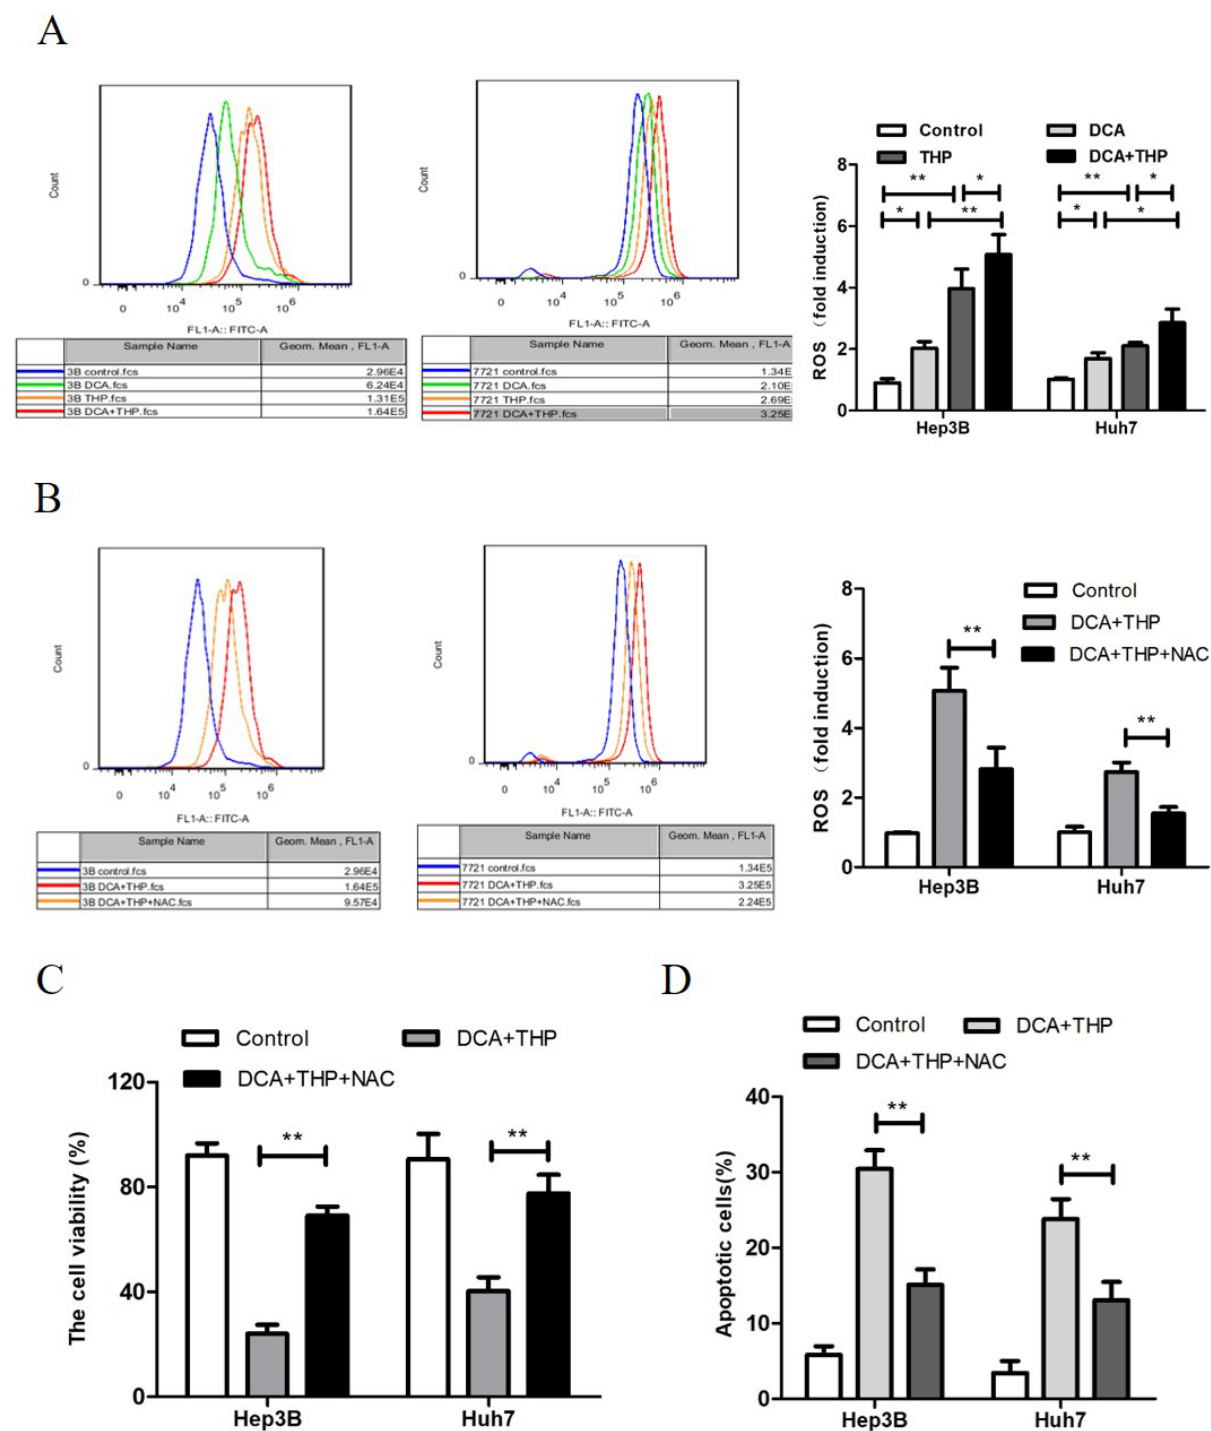 A
Count
0
0 10^4 10^5 10^6
FL1-A:: FITC-A
Sample Name Geom. Mean , FL1-A
3B control.fcs 2.96E4
3B DCA.fcs 6.24E4
3B THP.fcs 1.31E5
3B DCA+THP.fcs 1.64E5
Count
0
0 10^4 10^5 10^6
FL1-A:: FITC-A
Sample Name Geom. Mean , FL1-A
7721 control.fcs 1.34E
7721 DCA.fcs 2.10E
7721 THP.fcs 2.69E
7721 DCA+THP.fcs 3.25E
Control DCA
THP DCA+THP
ROS (fold induction)
8
6
4
2
0
** * ** *
* ** * *
Hep3B Huh7
B
Count
0
0 10^4 10^5 10^6
FL1-A:: FITC-A
Sample Name Geom. Mean , FL1-A
3B control.fcs 2.96E4
3B DCA+THP.fcs 1.64E5
3B DCA+THP+NAC.fcs 9.57E4
Count
0
0 10^4 10^5 10^6
FL1-A:: FITC-A
Sample Name Geom. Mean , FL1-A
7721 control.fcs 1.34E5
7721 DCA+THP.fcs 3.25E5
7721 DCA+THP+NAC.fcs 2.24E5
Control
DCA+THP
DCA+THP+NAC
ROS (fold induction)
8
6
4
2
0
**
**
Hep3B Huh7
C
Control DCA+THP
DCA+THP+NAC
The cell viability (%)
120
80
40
0
** **
Hep3B Huh7
D
Control DCA+THP
DCA+THP+NAC
Apoptotic cells(%)
40
30
20
10
0
**
**
Hep3B Huh7